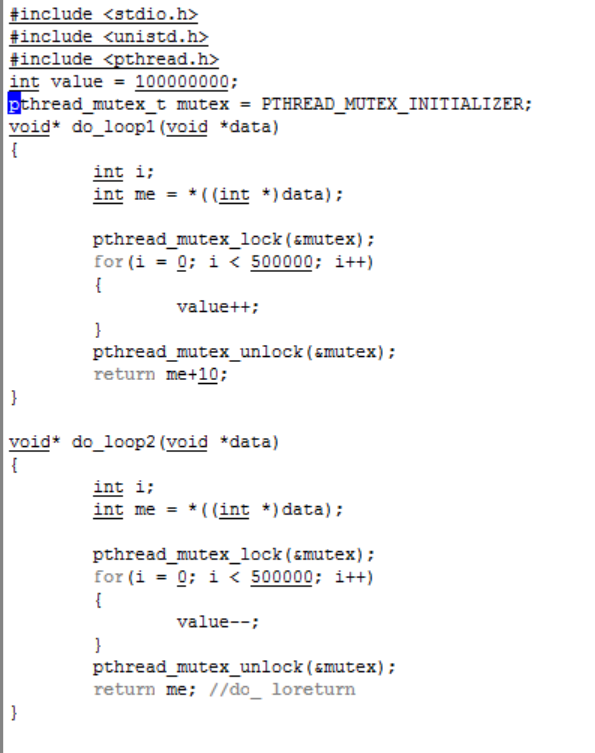 #include <stdio.h>
#include <unistd.h>
#include <pthread.h>
int value = 100000000;
pthread_mutex_t mutex = PTHREAD_MUTEX_INITIALIZER;
void* do_loop1(void *data)
{
        int i;
        int me = *((int *)data);

        pthread_mutex_lock(&mutex);
        for(i = 0; i < 500000; i++)
        {
                value++;
        }
        pthread_mutex_unlock(&mutex);
        return me+10;
}

void* do_loop2(void *data)
{
        int i;
        int me = *((int *)data);

        pthread_mutex_lock(&mutex);
        for(i = 0; i < 500000; i++)
        {
                value--;
        }
        pthread_mutex_unlock(&mutex);
        return me; //do_ loreturn
}